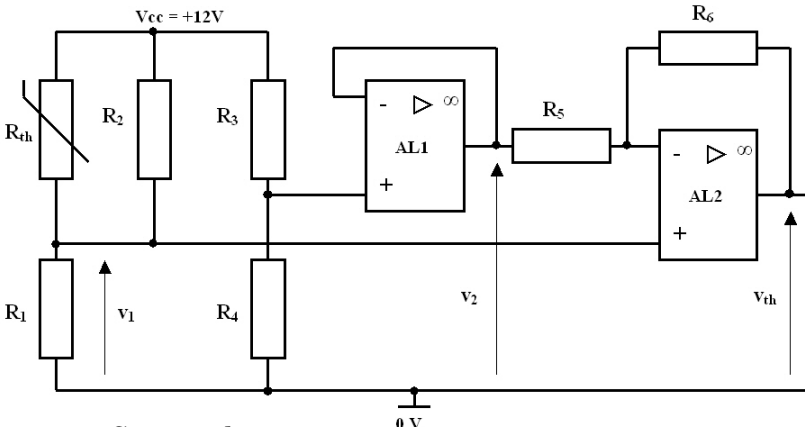 Vcc = +12V
R6
Rth
R2
R3
- ▷ ∞
AL1
+
R5
- ▷ ∞
AL2
+
R1
v1
R4
v2
vth
0 V